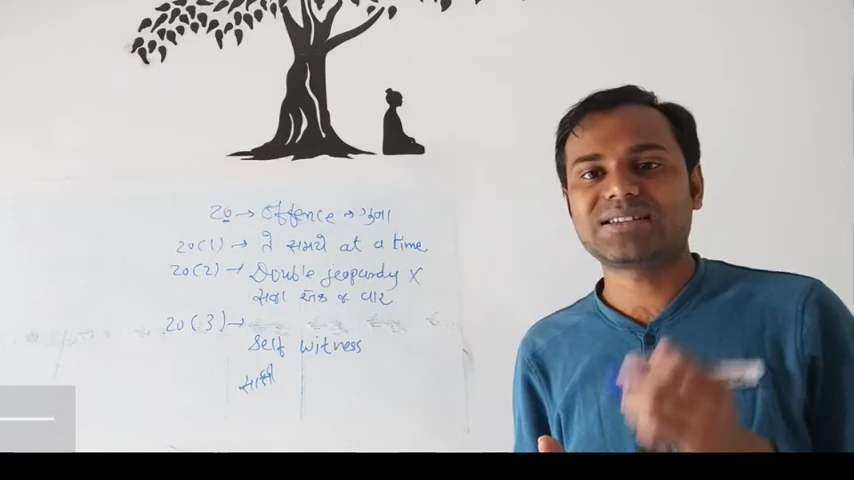 20 → Offence → ગુના
20(1) → તે સમયે at a time
20(2) → Double jeopardy ×
સજા એક જ વાર
20(3) →
Self witness
સાક્ષી